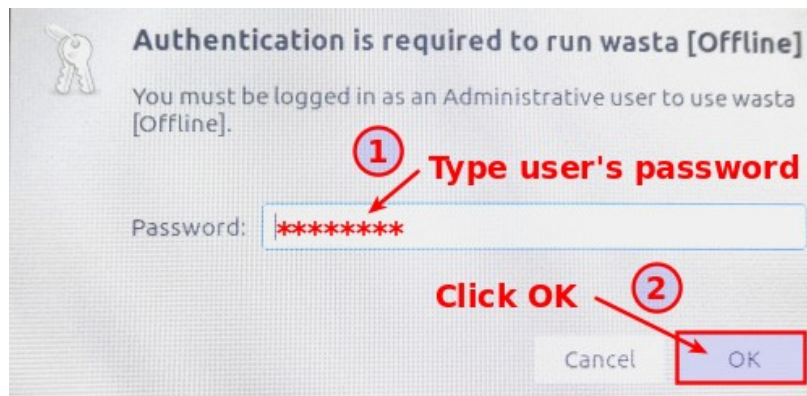 Authentication is required to run wasta [Offline]
You must be logged in as an Administrative user to use wasta
[Offline].
1
Type user's password
Password: ********
Click OK
2
Cancel
OK